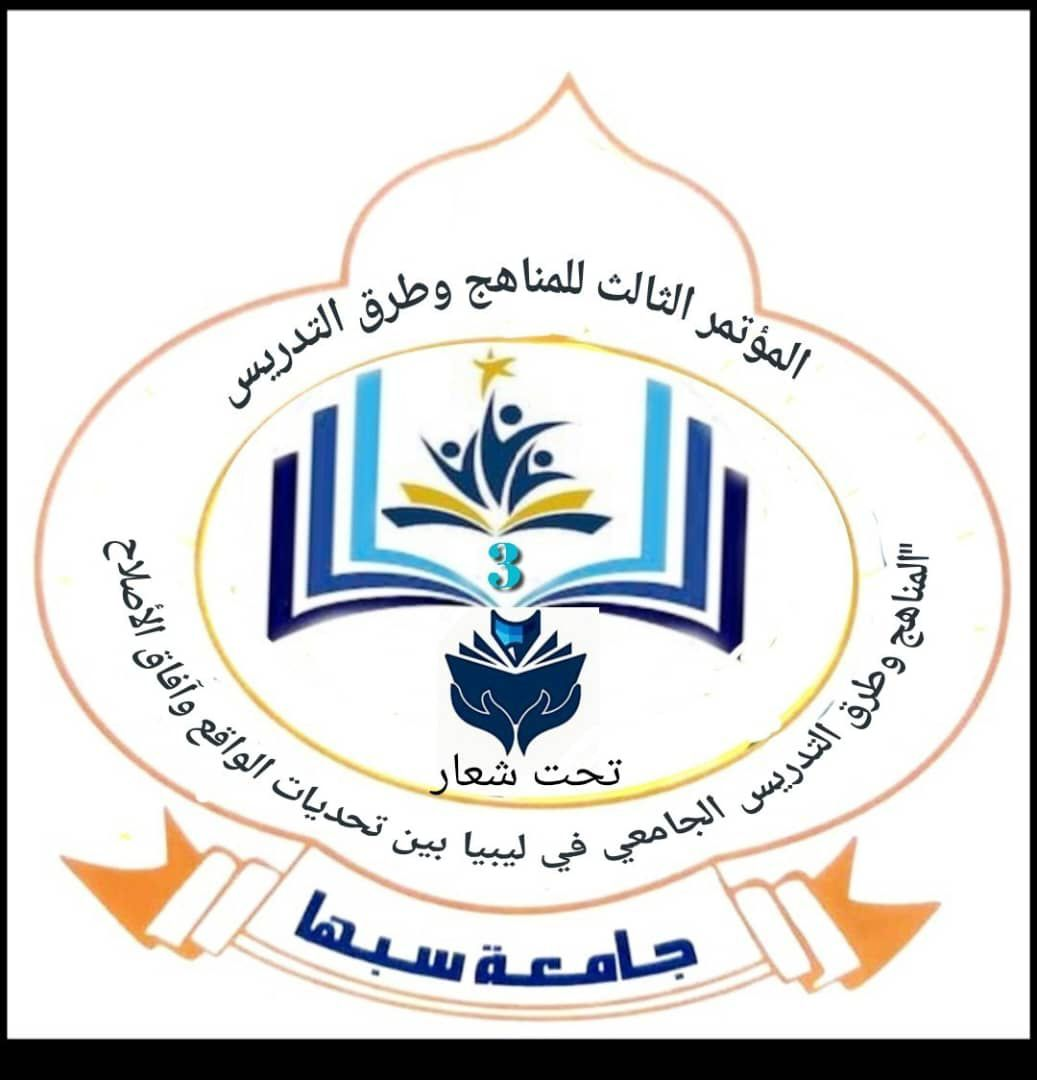 المؤتمر الثالث للمناهج وطرق التدريس
3
تحت شعار
"المناهج وطرق التدريس الجامعي في ليبيا بين تحديات الواقع وآفاق الأصلاح
جامعة سبها